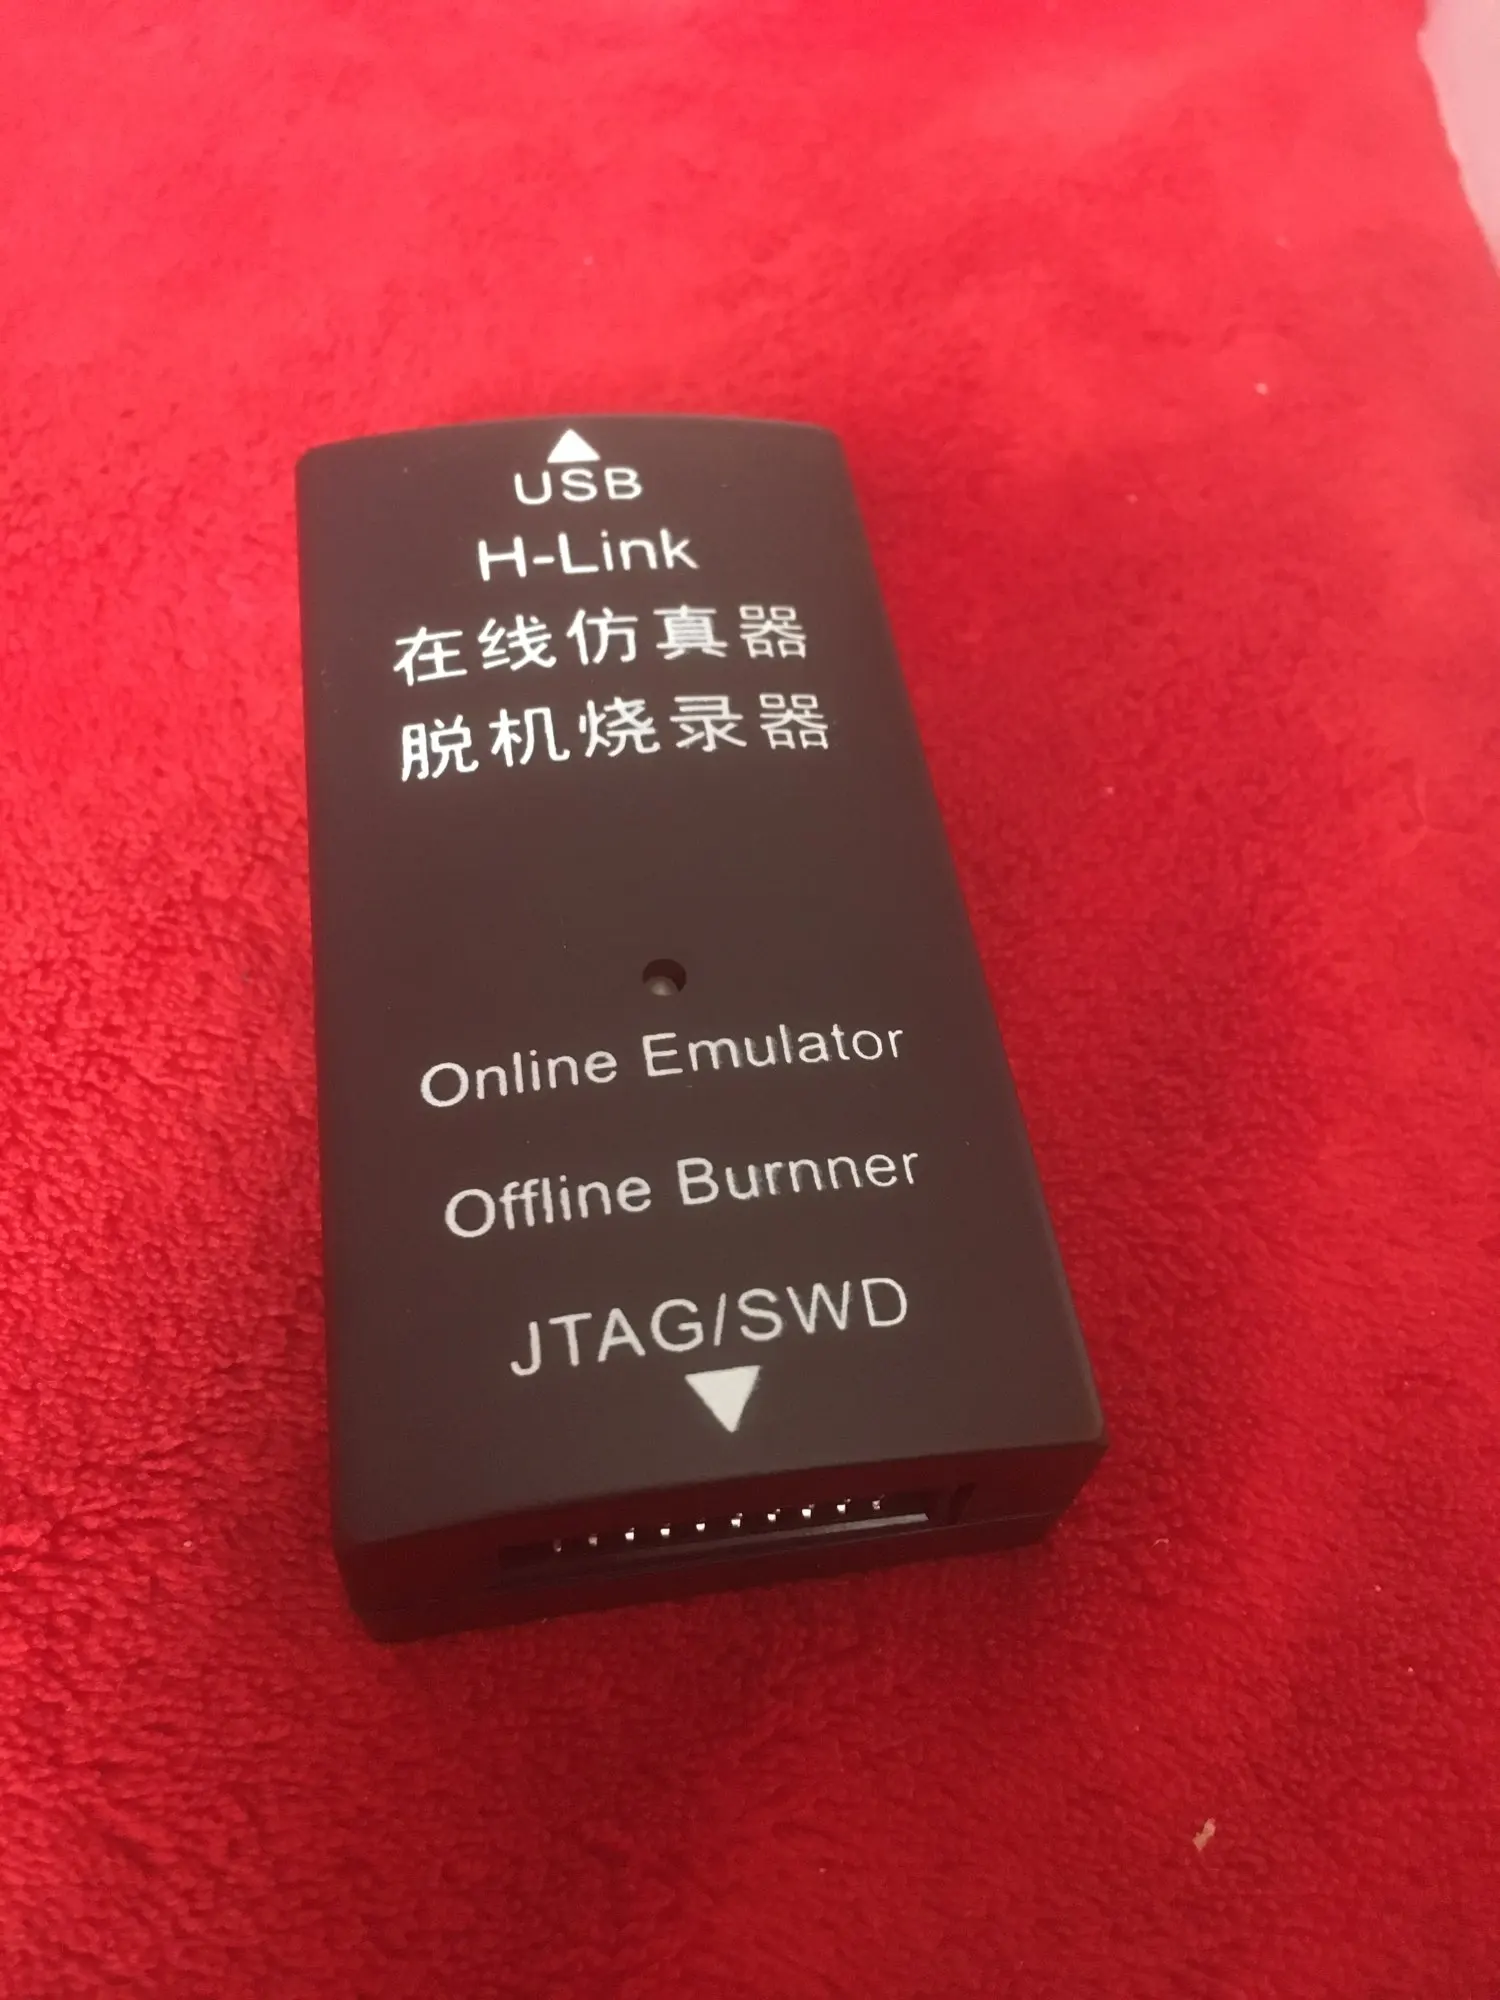 USB
H-Link
在线仿真器
脱机烧录器
Online Emulator
Offline Burnner
JTAG/SWD